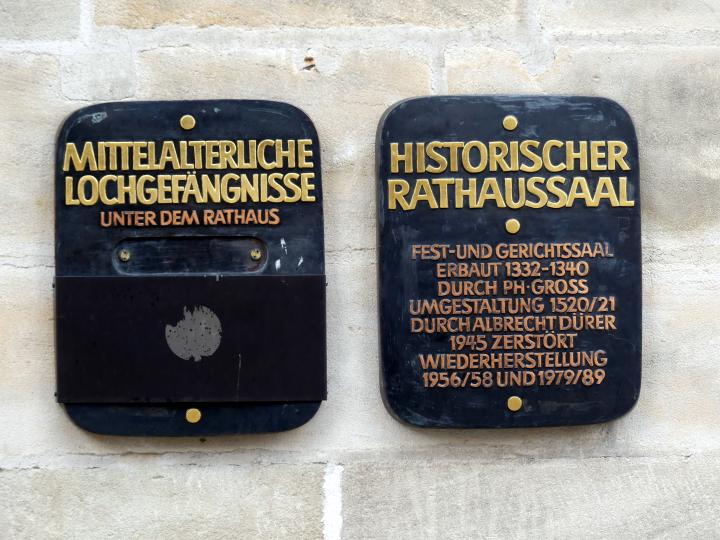 MITTELALTERLICHE
LOCHGEFÄNGNISSE
UNTER DEM RATHAUS
HISTORISCHER
RATHAUSSAAL
FEST-UND GERICHTSSAAL
ERBAUT 1332-1340
DURCH PH·GROSS
UMGESTALTUNG 1520/21
DURCH ALBRECHT DÜRER
1945 ZERSTÖRT
WIEDERHERSTELLUNG
1956/58 UND 1979/89